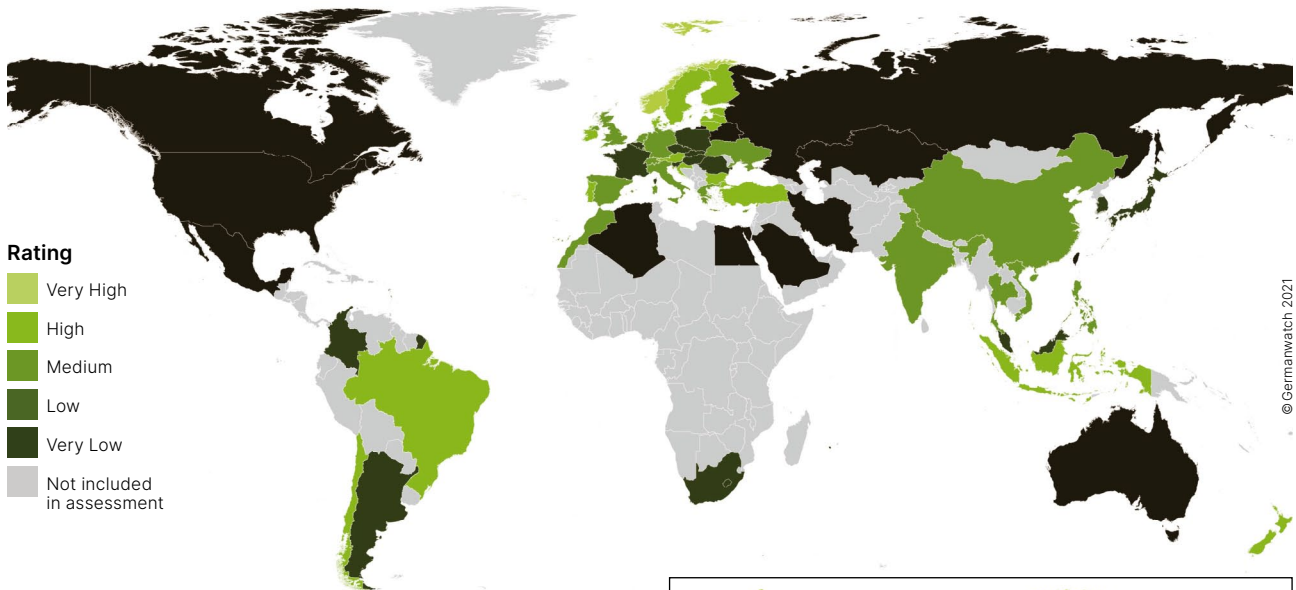 Rating
Very High
High
Medium
Low
Very Low
Not included
in assessment
© Germanwatch 2021